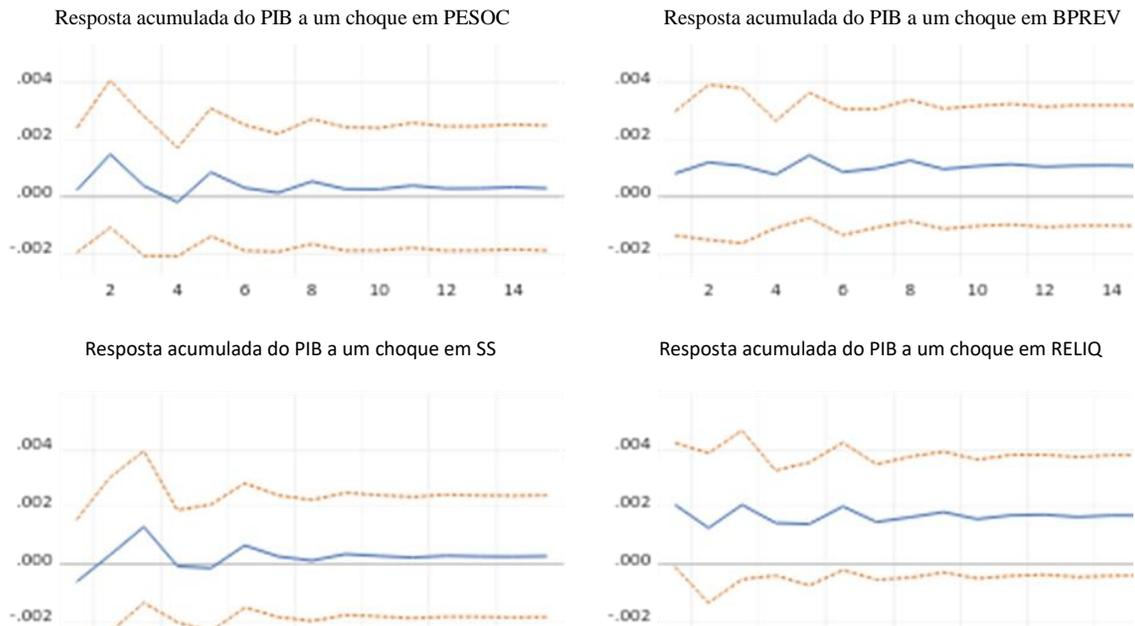 Resposta acumulada do PIB a um choque em PESOC
.004
.002
.000
-.002
2 4 6 8 10 12 14
Resposta acumulada do PIB a um choque em BPREV
.004
.002
.000
-.002
2 4 6 8 10 12 14
Resposta acumulada do PIB a um choque em SS
.004
.002
.000
-.002
Resposta acumulada do PIB a um choque em RELIQ
.004
.002
.000
-.002